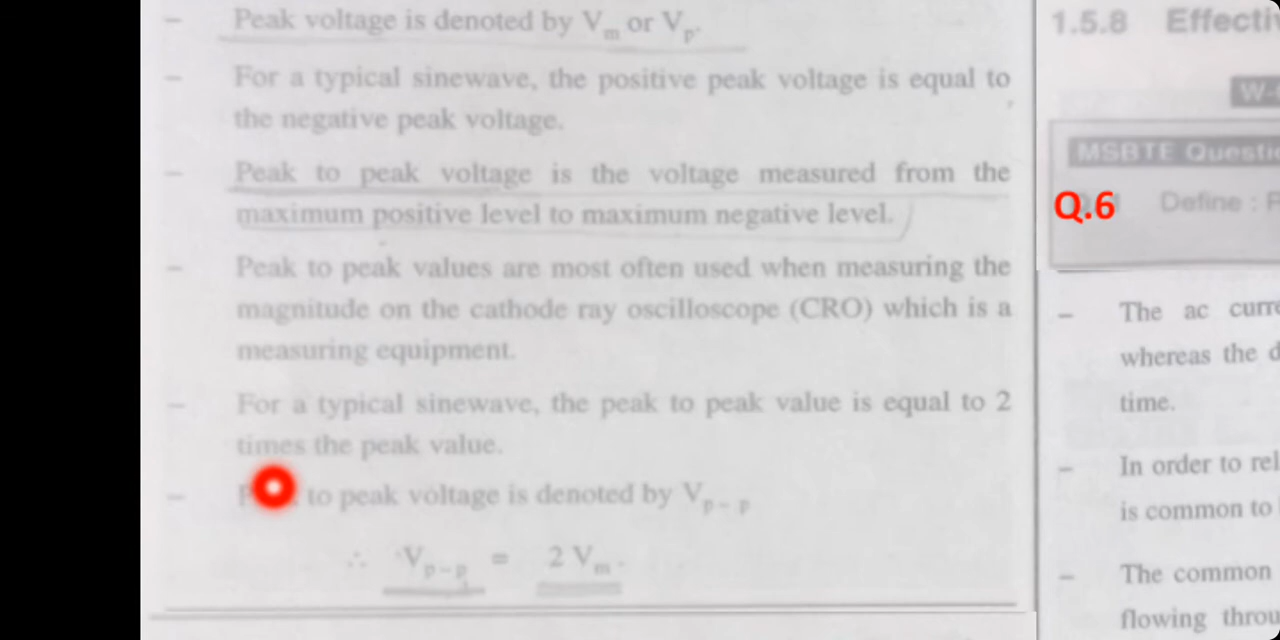 – Peak voltage is denoted by Vm or Vp.
– For a typical sinewave, the positive peak voltage is equal to
the negative peak voltage.
– Peak to peak voltage is the voltage measured from the
maximum positive level to maximum negative level.
– Peak to peak values are most often used when measuring the
magnitude on the cathode ray oscilloscope (CRO) which is a
measuring equipment.
– For a typical sinewave, the peak to peak value is equal to 2
times the peak value.
– to peak voltage is denoted by Vp – p
∴ Vp–p = 2 Vm.
1.5.8
MSBTE
Q.6 Define :
– The ac
whereas the
time.
– In order to
is common to
– The common
flowing